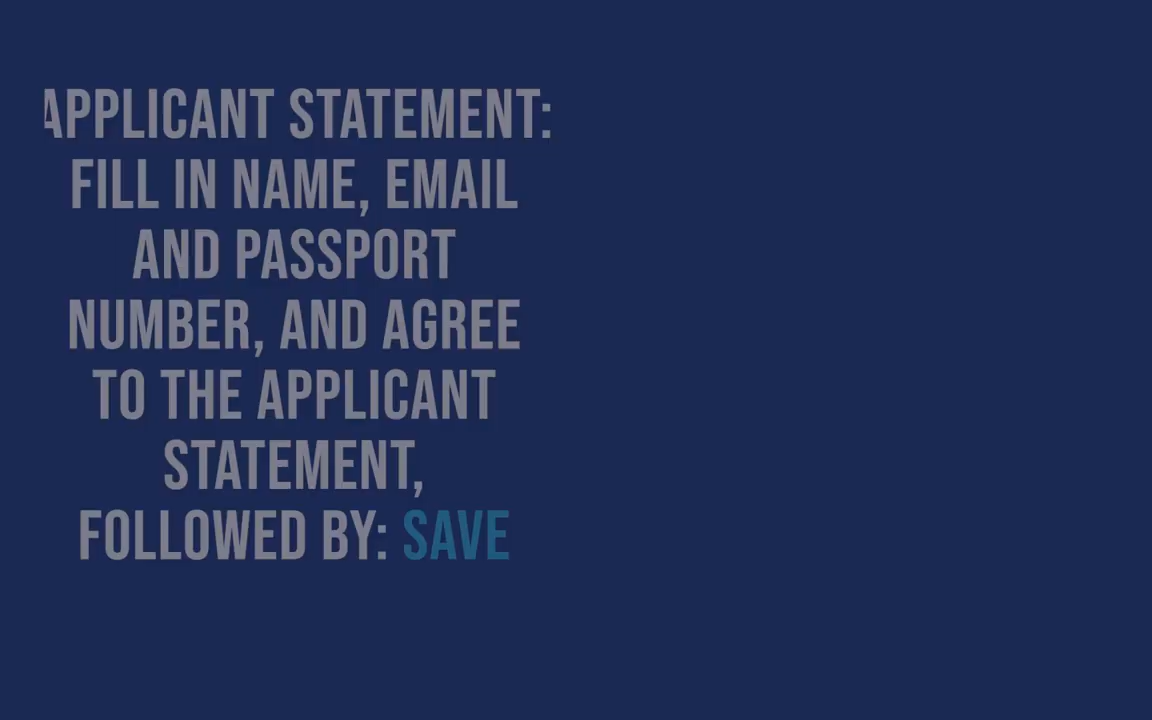 APPLICANT STATEMENT:
FILL IN NAME, EMAIL
AND PASSPORT
NUMBER, AND AGREE
TO THE APPLICANT
STATEMENT,
FOLLOWED BY: SAVE